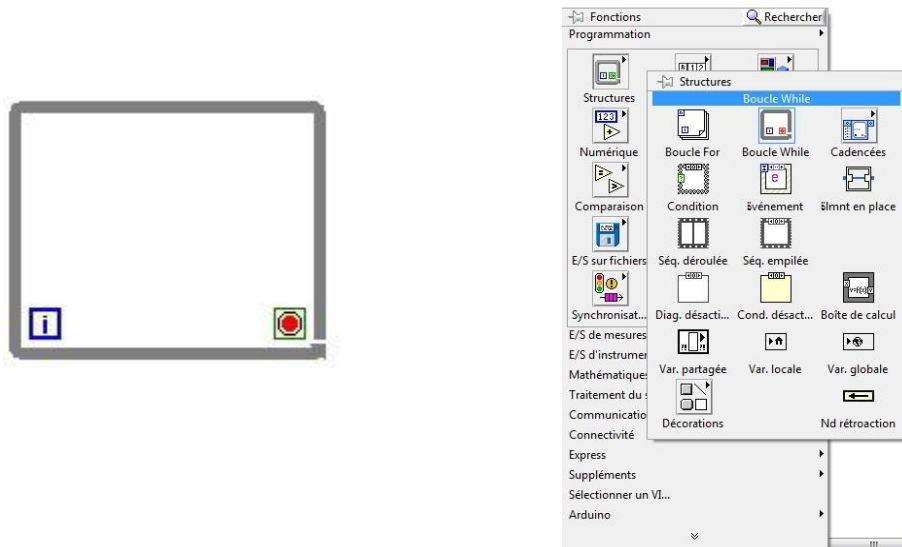 i
Fonctions Rechercher
Programmation
Structures
Structures
Boucle While
Numérique
Boucle For Boucle While Cadencées
Comparaison
Condition Événement Élmnt en place
E/S sur fichiers
Séq. déroulée Séq. empilée
Synchronisat...
Diag. désacti... Cond. désact... Boîte de calcul
E/S de mesures
E/S d'instrumen
Var. partagée Var. locale Var. globale
Mathématiques
Traitement du s
Communicatio
Décorations Nd rétroaction
Connectivité
Express
Suppléments
Sélectionner un VI...
Arduino